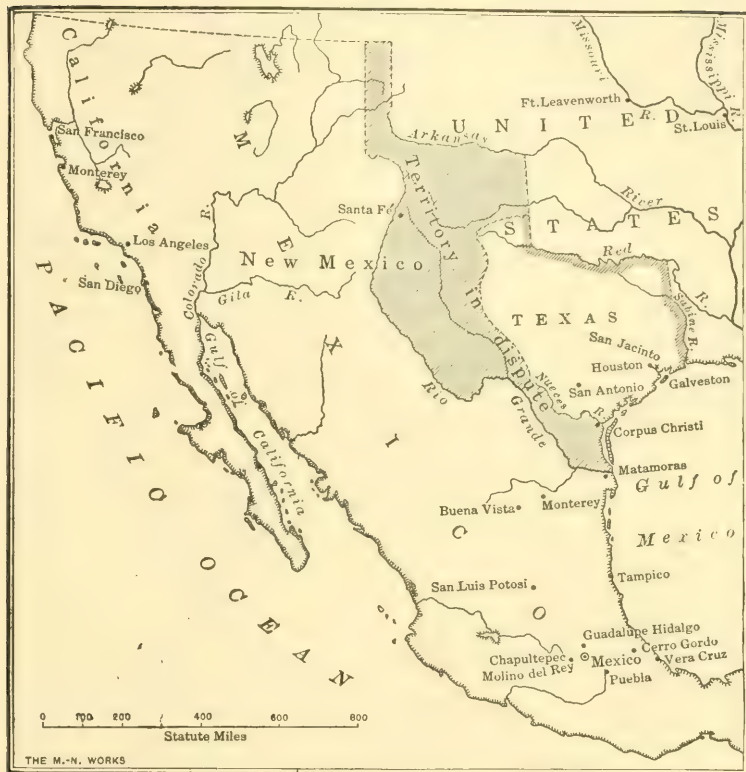 California
Missouri
Mississippi R.
Ft. Leavenworth
R.
St. Louis
UNITED
STATES
Arkansas
River
San Francisco
Monterey
Los Angeles
San Diego
MEXICO
Santa Fé
Territory in dispute
New Mexico
Colorado R.
Gila R.
Red R.
Sabine R.
TEXAS
San Jacinto
Houston
San Antonio
Galveston
Nueces R.
Rio Grande
Corpus Christi
Gulf of California
PACIFIC OCEAN
Matamoras
Gulf of
Mexico
Buena Vista
Monterey
Tampico
San Luis Potosi
Guadalupe Hidalgo
Cerro Gordo
Chapultepec
Mexico
Molino del Rey
Vera Cruz
Puebla
0 200 400 600 800
Statute Miles
THE M.-N. WORKS